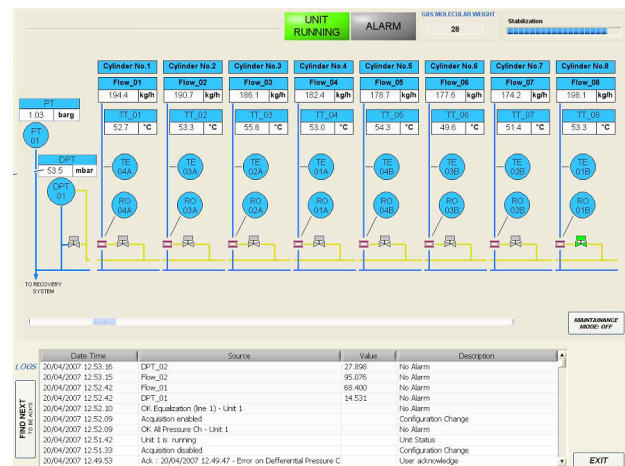 UNIT RUNNING
ALARM
GAS MOLECULAR WEIGHT
28
Stabilization
Cylinder No.1 Cylinder No.2 Cylinder No.3 Cylinder No.4 Cylinder No.5 Cylinder No.6 Cylinder No.7 Cylinder No.8
Flow_01 Flow_02 Flow_03 Flow_04 Flow_05 Flow_06 Flow_07 Flow_08
194.4 kg/h 190.7 kg/h 186.1 kg/h 182.4 kg/h 178.7 kg/h 177.6 kg/h 174.2 kg/h 198.1 kg/h
PT
1.03 barg
TT_01 TT_02 TT_03 TT_04 TT_05 TT_06 TT_07 TT_08
52.7 °C 53.3 °C 55.6 °C 53.0 °C 54.3 °C 49.6 °C 51.4 °C 53.3 °C
PT 01
DPT
53.5 mbar
DPT 01
TE 04A TE 03A TE 02A TE 01A TE 04B TE 03B TE 02B TE 01B
RO 04A RO 03A RO 02A RO 01A RO 04B RO 03B RO 02B RO 01B
TO RECOVERY
SYSTEM
MAINTAINANCE
MODE: OFF
LOGS
FIND NEXT
TO BE ACK'D
Date Time Source Value Description
20/04/2007 12.53.16 DPT_02 27.898 No Alarm
20/04/2007 12.53.15 Flow_02 95.076 No Alarm
20/04/2007 12.52.42 Flow_01 68.400 No Alarm
20/04/2007 12.52.42 DPT_01 14.531 No Alarm
20/04/2007 12.52.10 OK Equalization (line 1) - Unit 1 No Alarm
20/04/2007 12.52.09 Acquisition enabled Configuration Change
20/04/2007 12.52.09 OK All Pressure Ch - Unit 1 No Alarm
20/04/2007 12.51.42 Unit 1 is running Unit Status
20/04/2007 12.51.33 Acquisition disabled Configuration Change
20/04/2007 12.49.53 Ack : 20/04/2007 12.49.47 - Error on Defferential Pressure C User acknowledge
EXIT